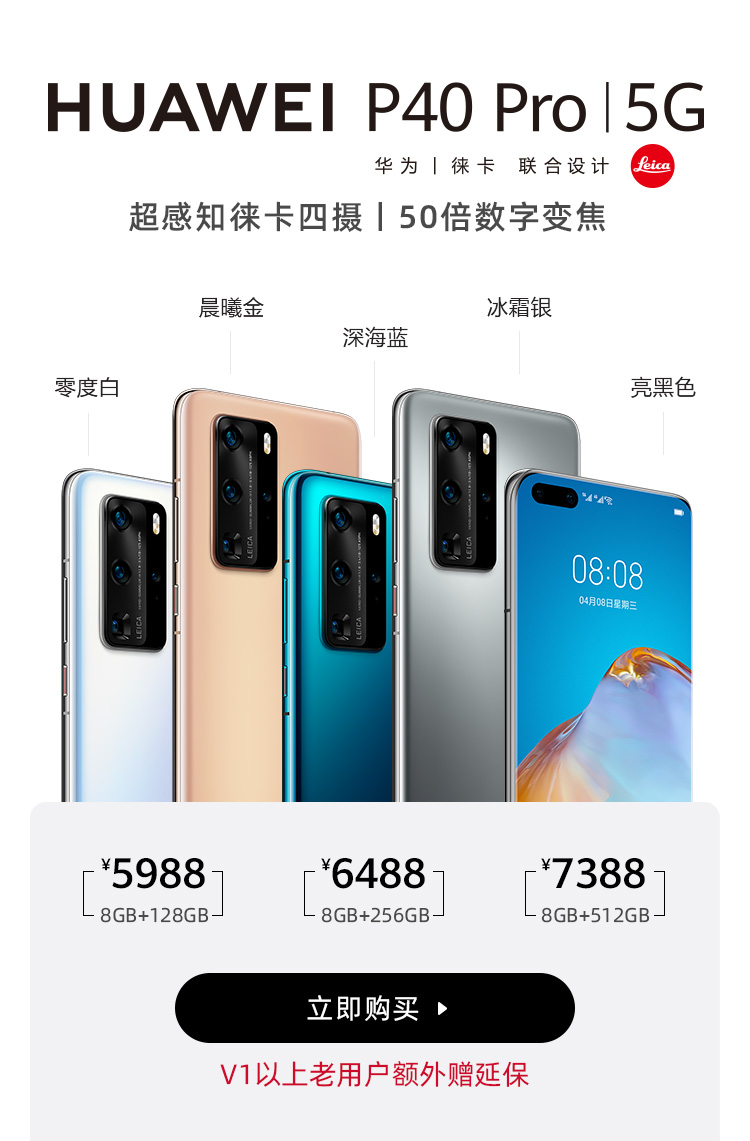 HUAWEI P40 Pro | 5G
华为 | 徕卡 联合设计 Leica
超感知徕卡四摄 | 50倍数字变焦
晨曦金
冰霜银
深海蓝
零度白
亮黑色
LEICA
LEICA
LEICA
LEICA
08:08
04月08日星期三
¥5988 ¥6488 ¥7388
8GB+128GB 8GB+256GB 8GB+512GB
立即购买
V1以上老用户额外赠延保